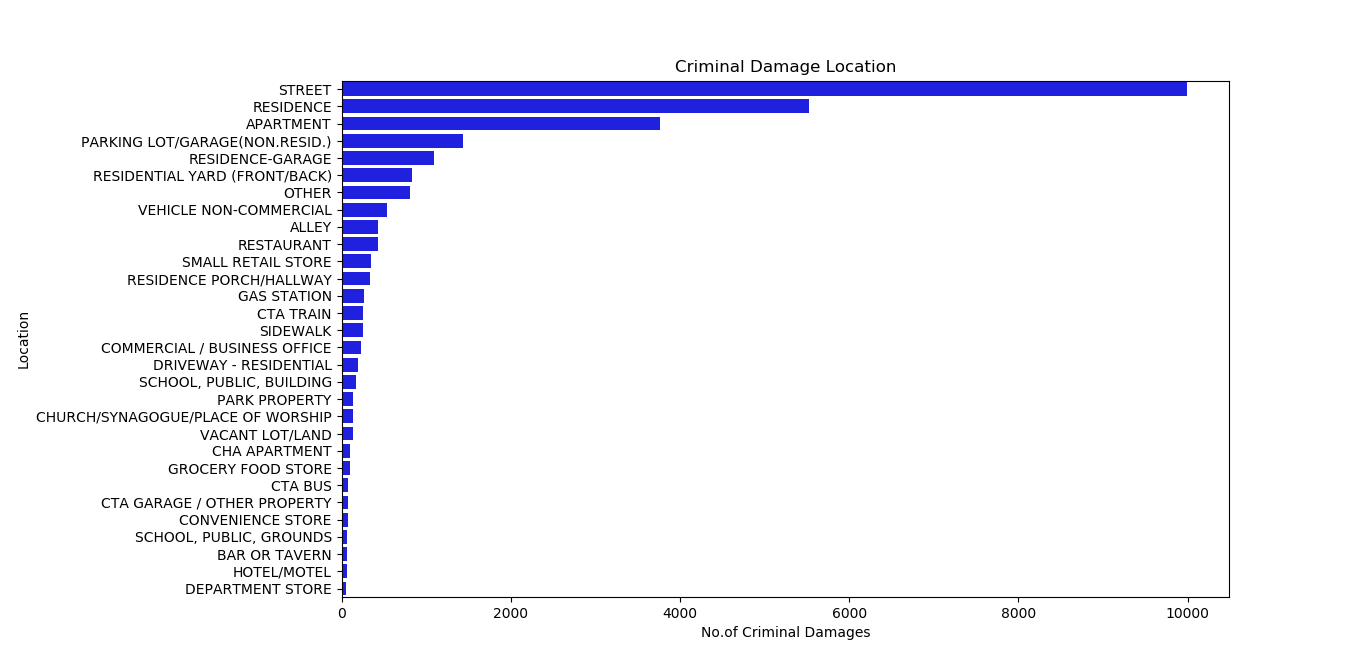 Criminal Damage Location
STREET
RESIDENCE
APARTMENT
PARKING LOT/GARAGE(NON.RESID.)
RESIDENCE-GARAGE
RESIDENTIAL YARD (FRONT/BACK)
OTHER
VEHICLE NON-COMMERCIAL
ALLEY
RESTAURANT
SMALL RETAIL STORE
RESIDENCE PORCH/HALLWAY
GAS STATION
CTA TRAIN
SIDEWALK
COMMERCIAL / BUSINESS OFFICE
DRIVEWAY - RESIDENTIAL
SCHOOL, PUBLIC, BUILDING
PARK PROPERTY
CHURCH/SYNAGOGUE/PLACE OF WORSHIP
VACANT LOT/LAND
CHA APARTMENT
GROCERY FOOD STORE
CTA BUS
CTA GARAGE / OTHER PROPERTY
CONVENIENCE STORE
SCHOOL, PUBLIC, GROUNDS
BAR OR TAVERN
HOTEL/MOTEL
DEPARTMENT STORE
Location
0 2000 4000 6000 8000 10000
No.of Criminal Damages